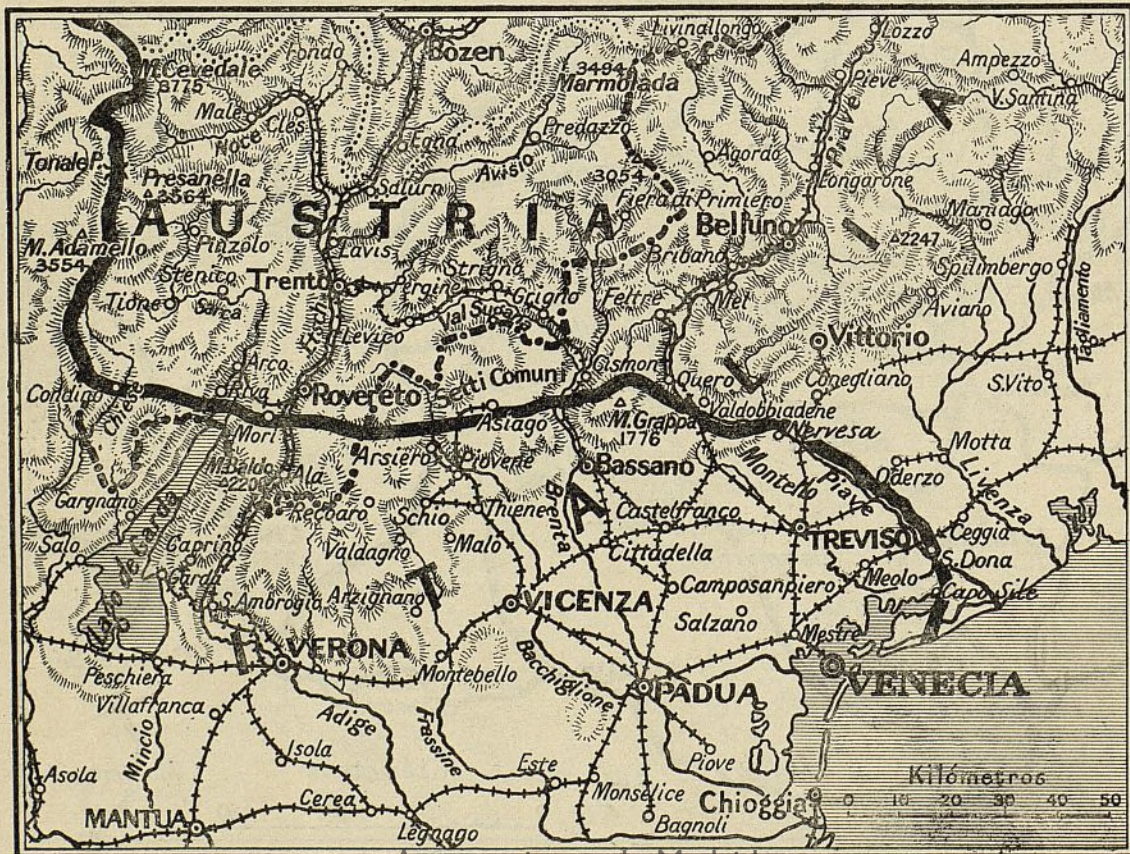 Livinallongo
Lozzo
Fondo
Bozen
Ampezzo
M. Cevedale
3775
3494
Marmolada
Pieve
V. Santina
Malè
Cles
Noce
Egna
Predazzo
Piave
Tonale P.
Avisio
Agordo
Presanella
3564
Salurn
3054
Longarone
Fiera di Primiero
AUSTRIA
Maniago
M. Adamello
3554
Pinzolo
Lavis
Belluno
2247
Bribano
Spilimbergo
Stenico
Strigno
Trento
Pergine
Grigno
Feltre
Mel
Tione
Sarca
Etsch
Val Sugana
Aviano
Tagliamento
Levico
Vittorio
Arco
Cismon
Condino
Chiese
Riva
Rovereto
Setti Comuni
Quero
Conegliano
S. Vito
Valdobbiadene
Mori
Asiago
M. Grappa
1776
Nervesa
Arsiero
Piovene
Motta
M. Baldo
Ala
Bassano
Oderzo
Livenza
Gargnano
Montello
Piave
Recoaro
Schio
Thiene
Brenta
Castelfranco
Salo
Lago de Garda
Caprino
Valdagno
Malo
Cittadella
TREVISO
Ceggia
S. Dona
Garda
Meolo
Camposanpiero
Capo Sile
S. Ambrogio
Arzignano
VICENZA
Salzano
Mestre
ITALIA
VERONA
Peschiera
Montebello
Bacchiglione
PADUA
VENECIA
Villafranca
Mincio
Adige
Frassine
Isola
Piove
Asola
Este
Kilómetros
Cerea
Monselice
Chioggia
0 10 20 30 40 50
MANTUA
Legnago
Bagnoli